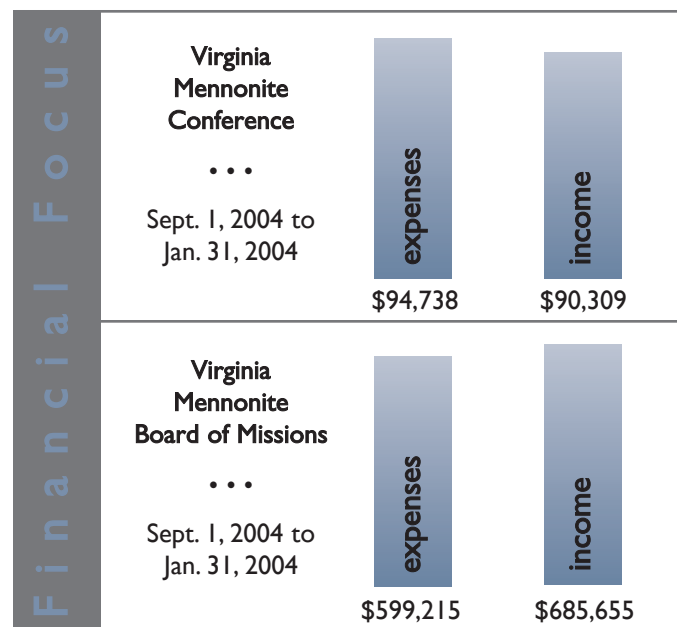 Financial Focus
Virginia
Mennonite
Conference
• • •
Sept. 1, 2004 to
Jan. 31, 2004
expenses
$94,738
income
$90,309
Virginia
Mennonite
Board of Missions
• • •
Sept. 1, 2004 to
Jan. 31, 2004
expenses
$599,215
income
$685,655